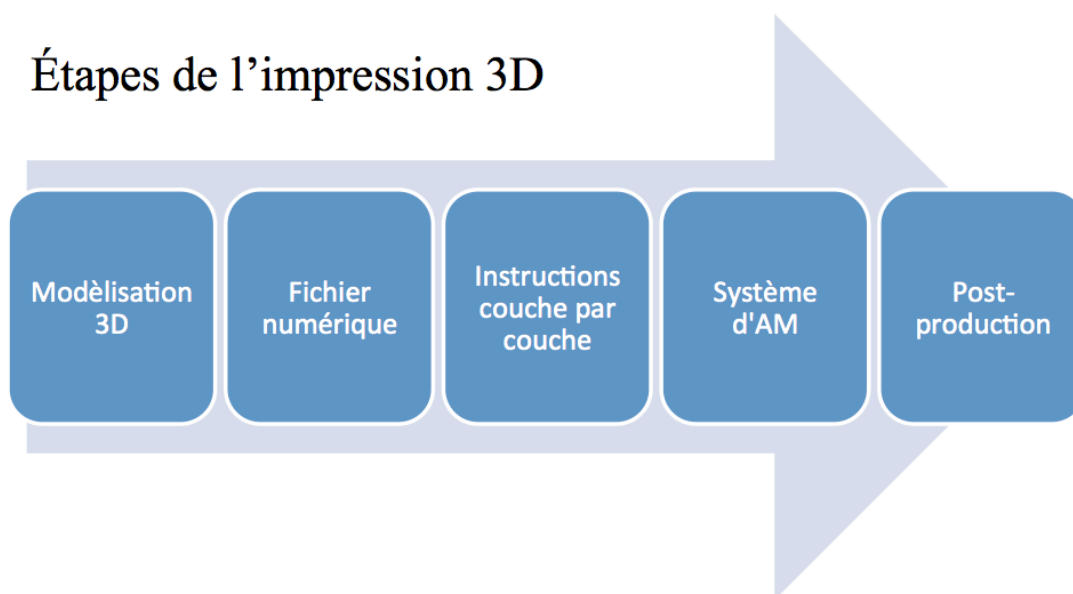 Étapes de l’impression 3D
Modèlisation
3D
Fichier
numérique
Instructions
couche par
couche
Système
d'AM
Post-
production